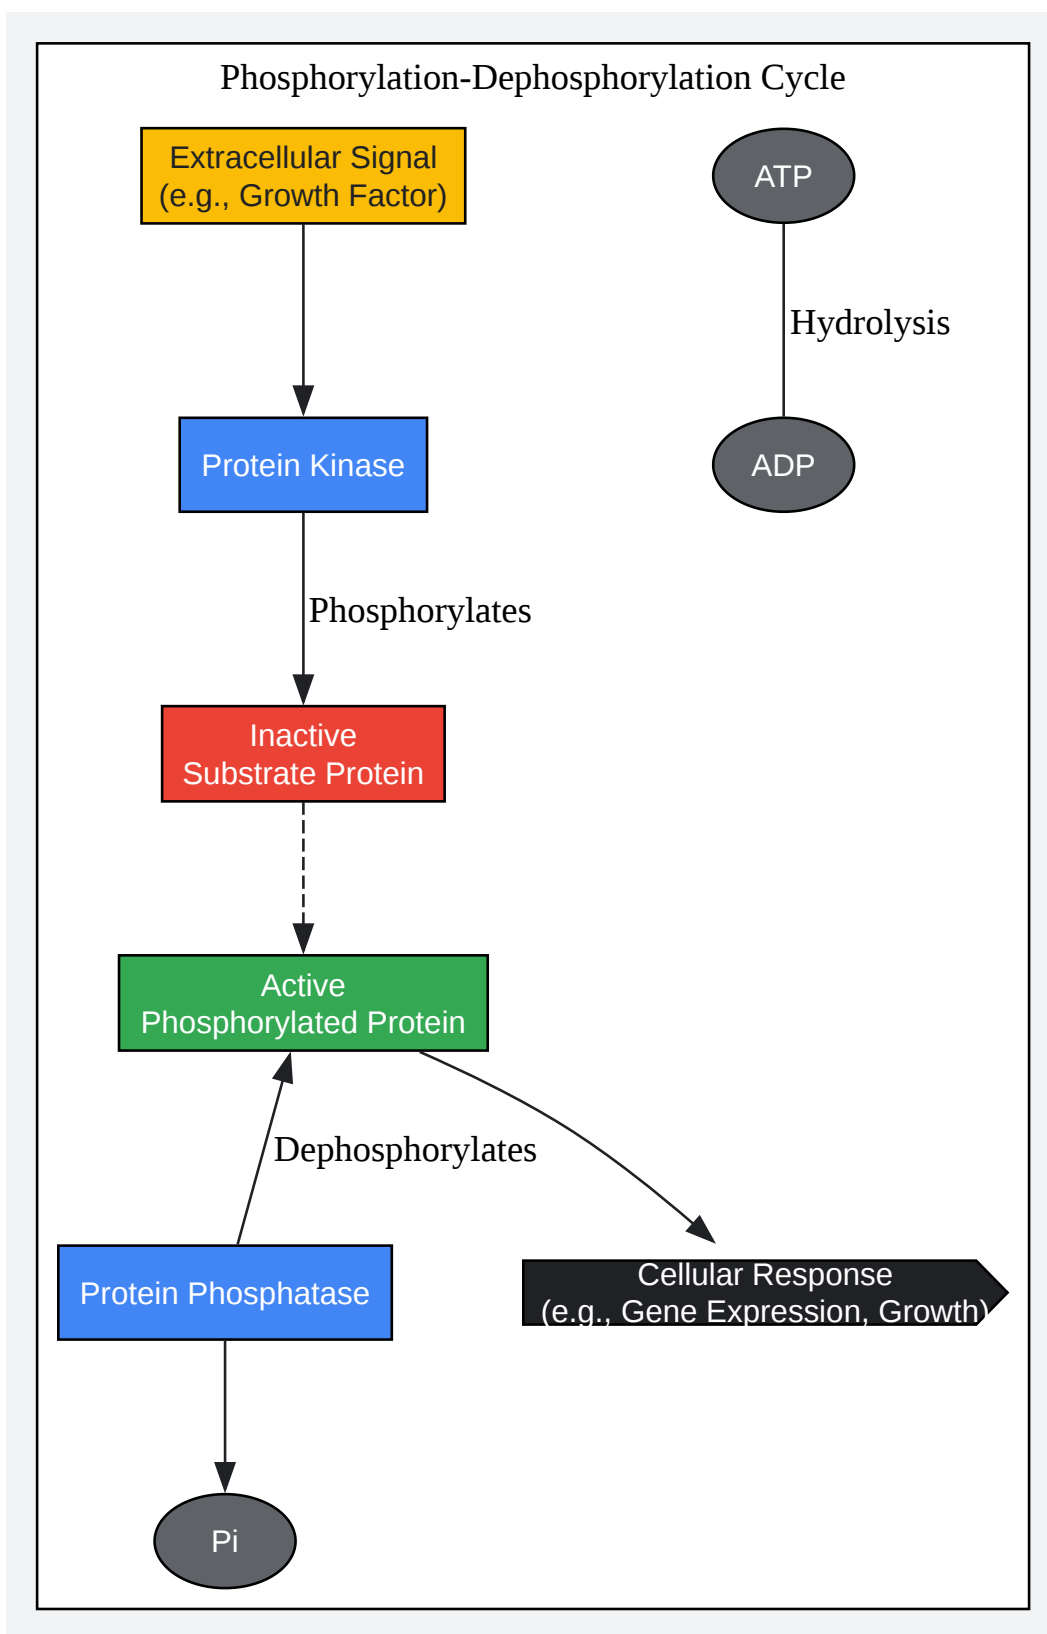 Phosphorylation-Dephosphorylation Cycle
Extracellular Signal
(e.g., Growth Factor)
ATP
Hydrolysis
Protein Kinase
ADP
Phosphorylates
Inactive
Substrate Protein
Active
Phosphorylated Protein
Dephosphorylates
Protein Phosphatase
Cellular Response
(e.g., Gene Expression, Growth)
Pi